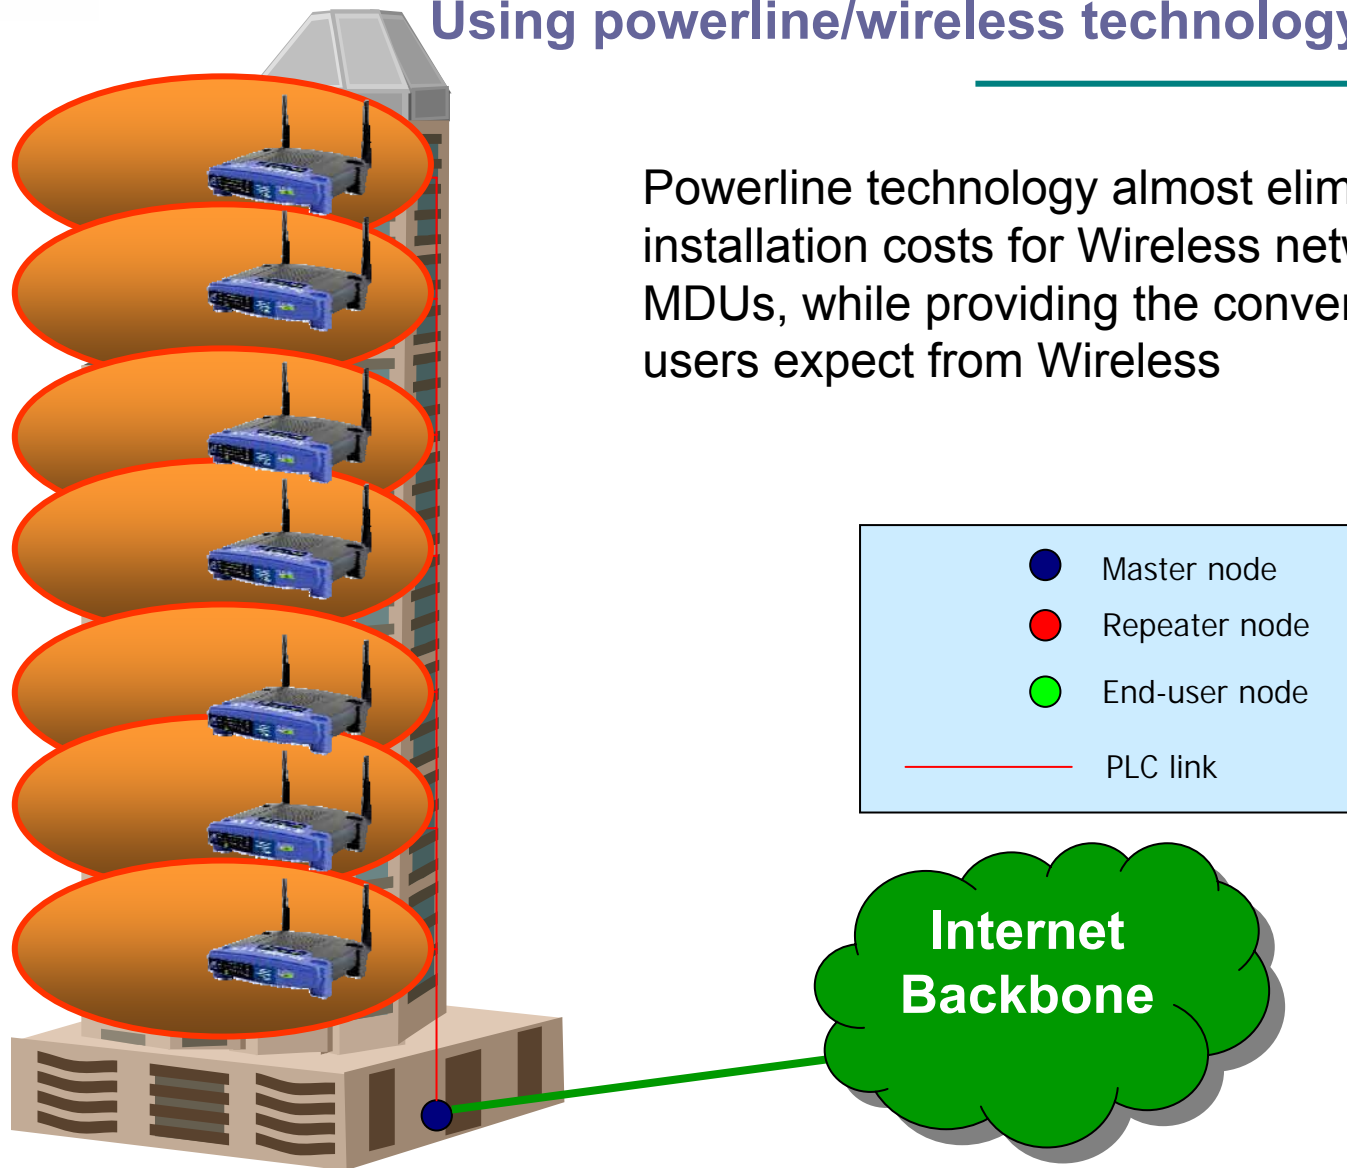 Using powerline/wireless technology
Powerline technology almost elim
installation costs for Wireless netw
MDUs, while providing the conver
users expect from Wireless
Master node
Repeater node
End-user node
PLC link
Internet
Backbone